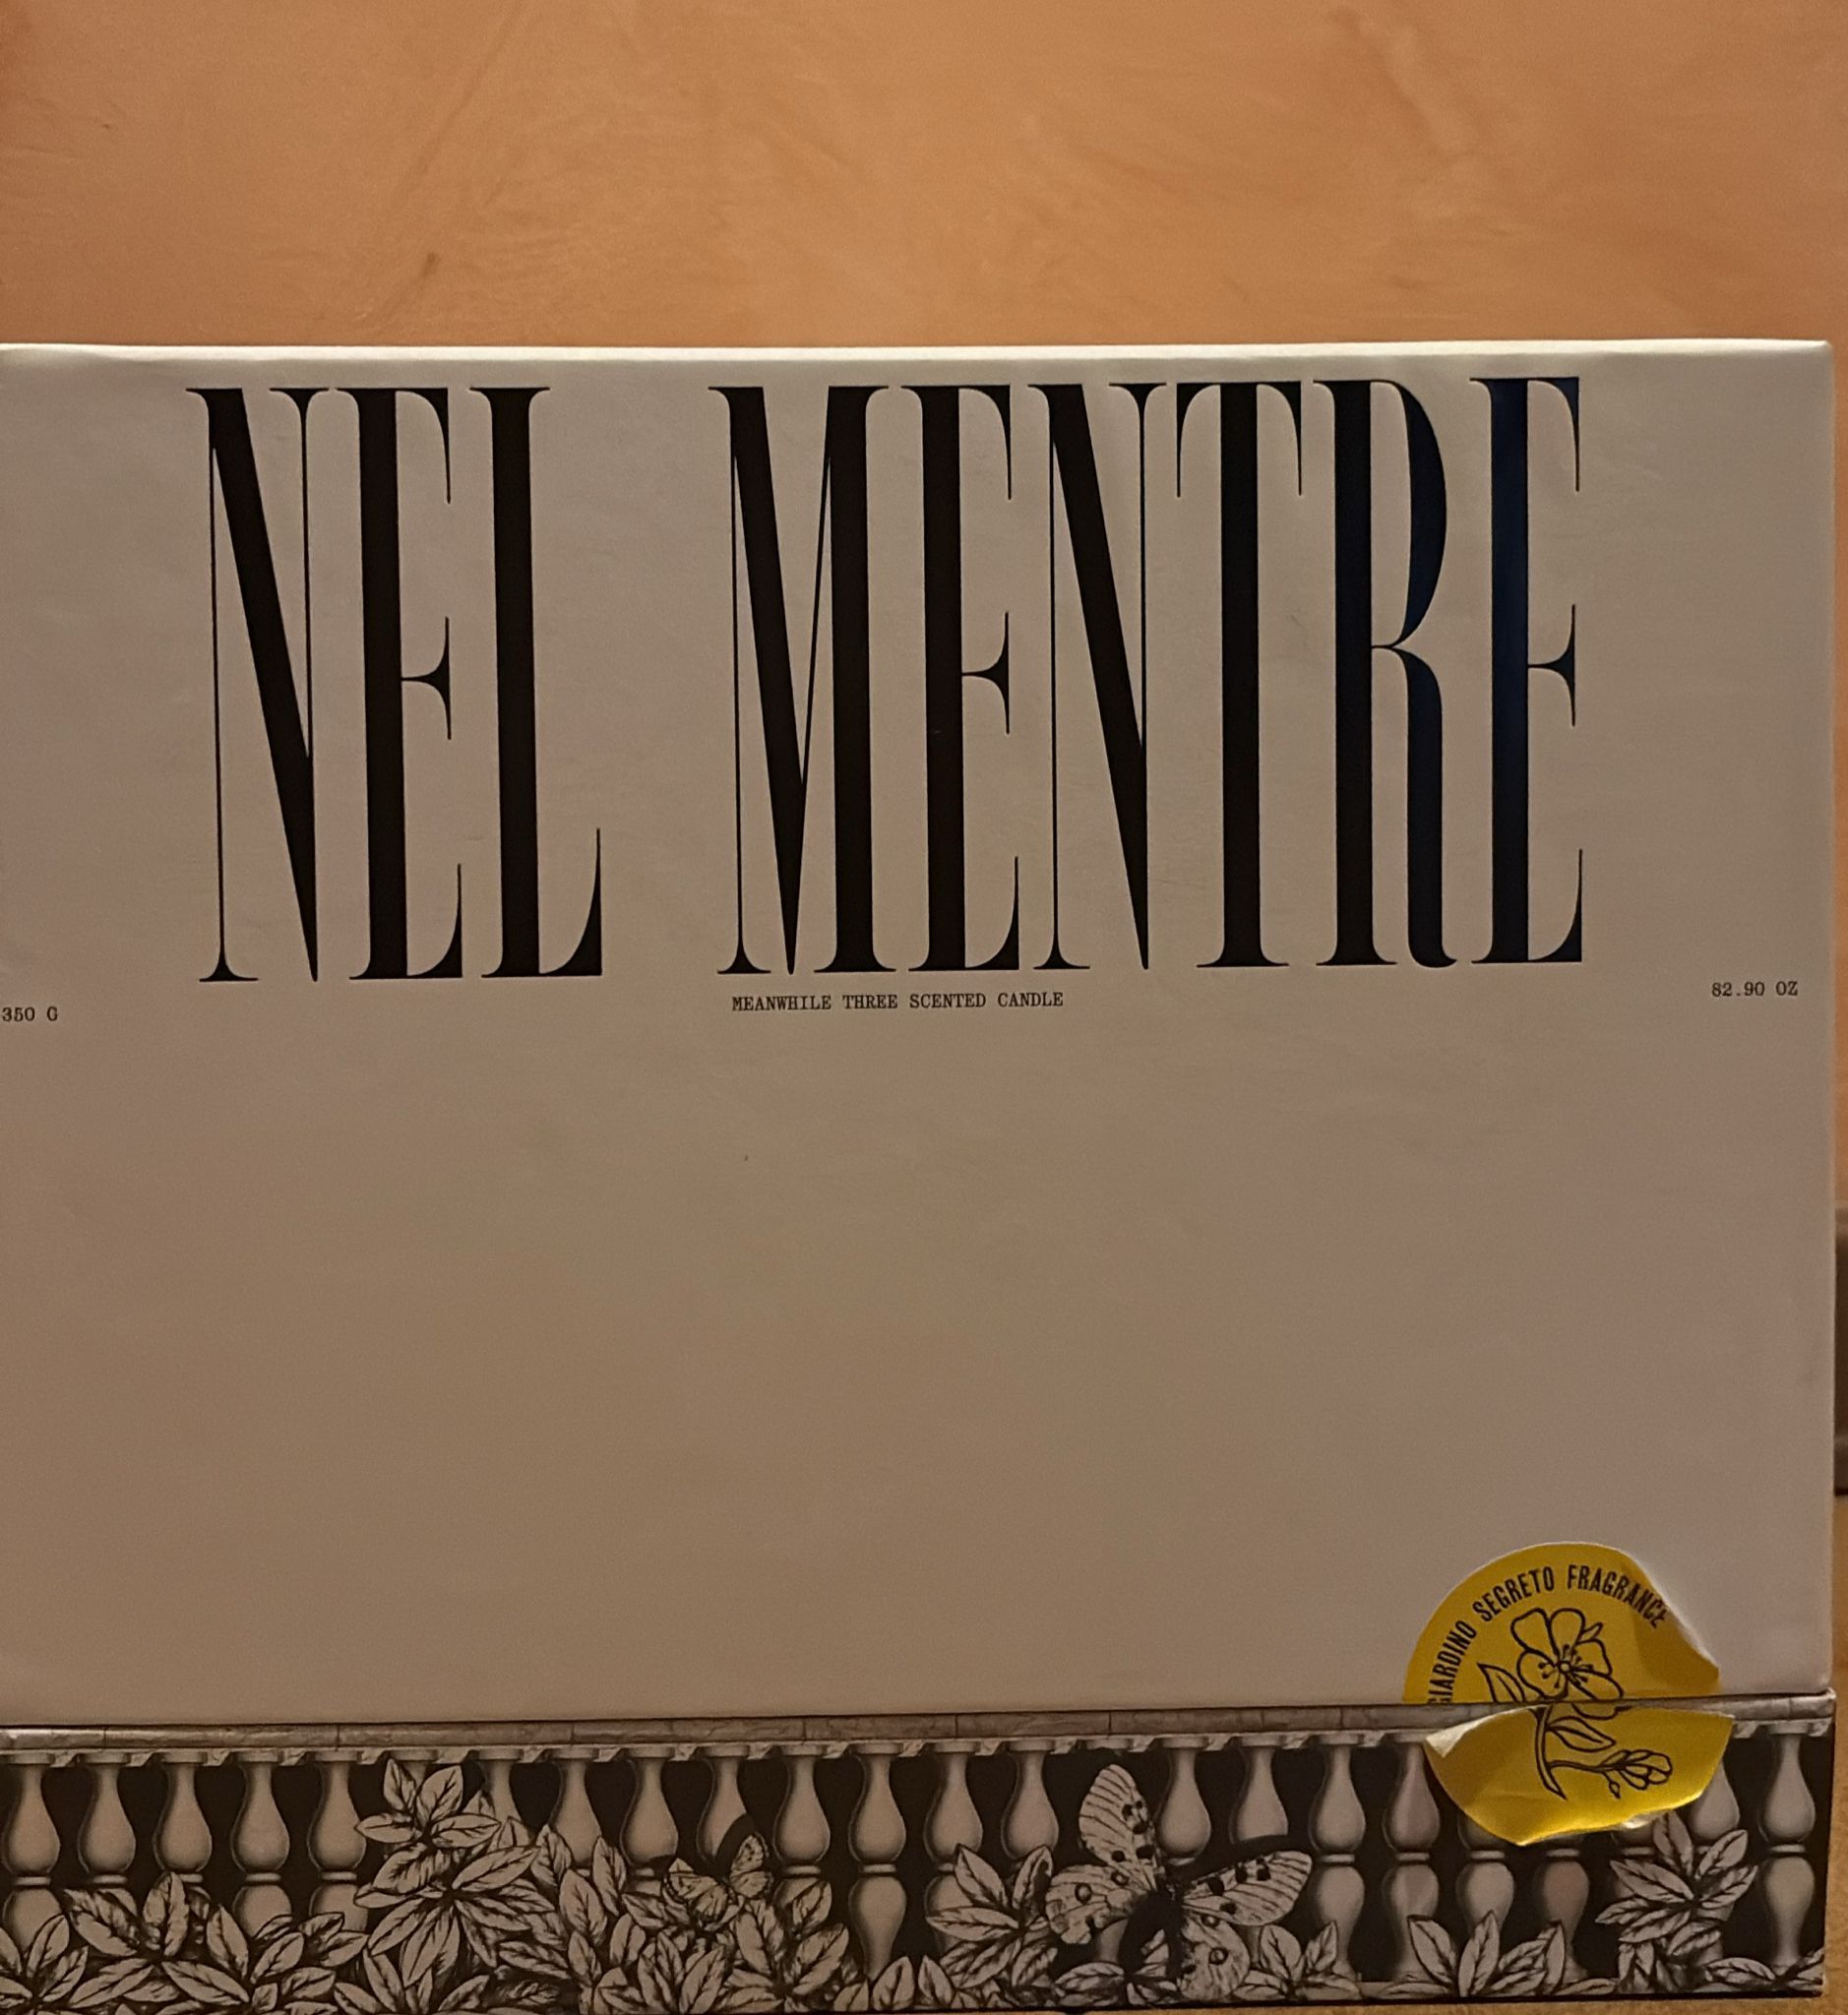 NEL MENTRE
350 G
MEANWHILE THREE SCENTED CANDLE
82.90 OZ
GIARDINO SEGRETO FRAGRANCE